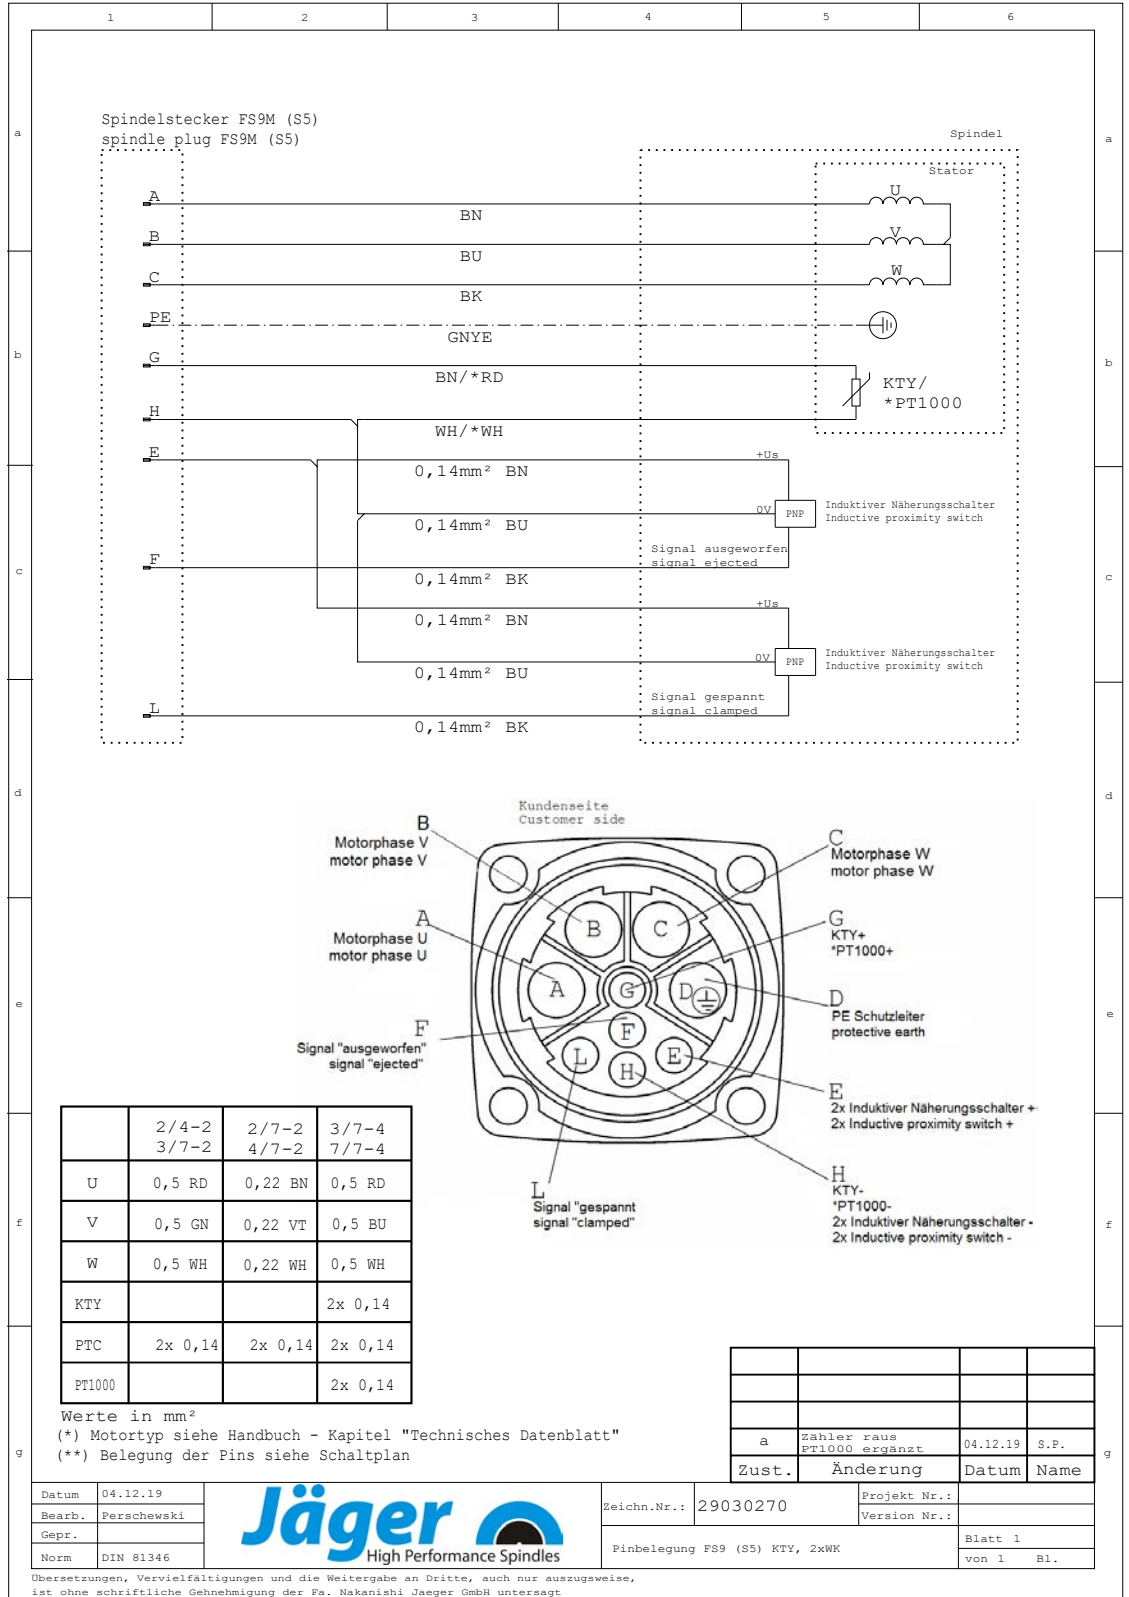 1 2 3 4 5 6
a
a
Spindelstecker FS9M (S5)
spindle plug FS9M (S5)
Spindel
Stator
A
BN
U
B
BU
V
C
BK
W
PE
GNYE
b
b
G
BN/*RD
KTY/
*PT1000
H
WH/*WH
E
+Us
0,14mm² BN
0V
PNP
Induktiver Näherungsschalter
Inductive proximity switch
0,14mm² BU
Signal ausgeworfen
signal ejected
c
c
F
0,14mm² BK
+Us
0,14mm² BN
0V
PNP
Induktiver Näherungsschalter
Inductive proximity switch
0,14mm² BU
Signal gespannt
signal clamped
L
0,14mm² BK
d
d
Kundenseite
Customer side
B
Motorphase V
motor phase V
C
Motorphase W
motor phase W
A
Motorphase U
motor phase U
G
KTY+
*PT1000+
B
C
A
G
D
F
L
H
E
D
PE Schutzleiter
protective earth
e
e
F
Signal "ausgeworfen"
signal "ejected"
E
2x Induktiver Näherungsschalter +
2x Inductive proximity switch +
H
KTY-
*PT1000-
2x Induktiver Näherungsschalter -
2x Inductive proximity switch -
L
Signal "gespannt
signal "clamped"
f
f
2/4-2 2/7-2 3/7-4
3/7-2 4/7-2 7/7-4
U 0,5 RD 0,22 BN 0,5 RD
V 0,5 GN 0,22 VT 0,5 BU
W 0,5 WH 0,22 WH 0,5 WH
KTY 2x 0,14
PTC 2x 0,14 2x 0,14 2x 0,14
PT1000 2x 0,14
Werte in mm²
(*) Motortyp siehe Handbuch - Kapitel "Technisches Datenblatt"
(**) Belegung der Pins siehe Schaltplan
g
g
a Zähler raus
PT1000 ergänzt 04.12.19 S.P.
Zust. Änderung Datum Name
Datum 04.12.19
Bearb. Perschewski
Gepr.
Norm DIN 81346
Jäger
High Performance Spindles
Zeichn.Nr.: 29030270
Projekt Nr.:
Version Nr.:
Pinbelegung FS9 (S5) KTY, 2xWK
Blatt 1
von 1 Bl.
Übersetzungen, Vervielfältigungen und die Weitergabe an Dritte, auch nur auszugsweise,
ist ohne schriftliche Gehnehmigung der Fa. Nakanishi Jaeger GmbH untersagt